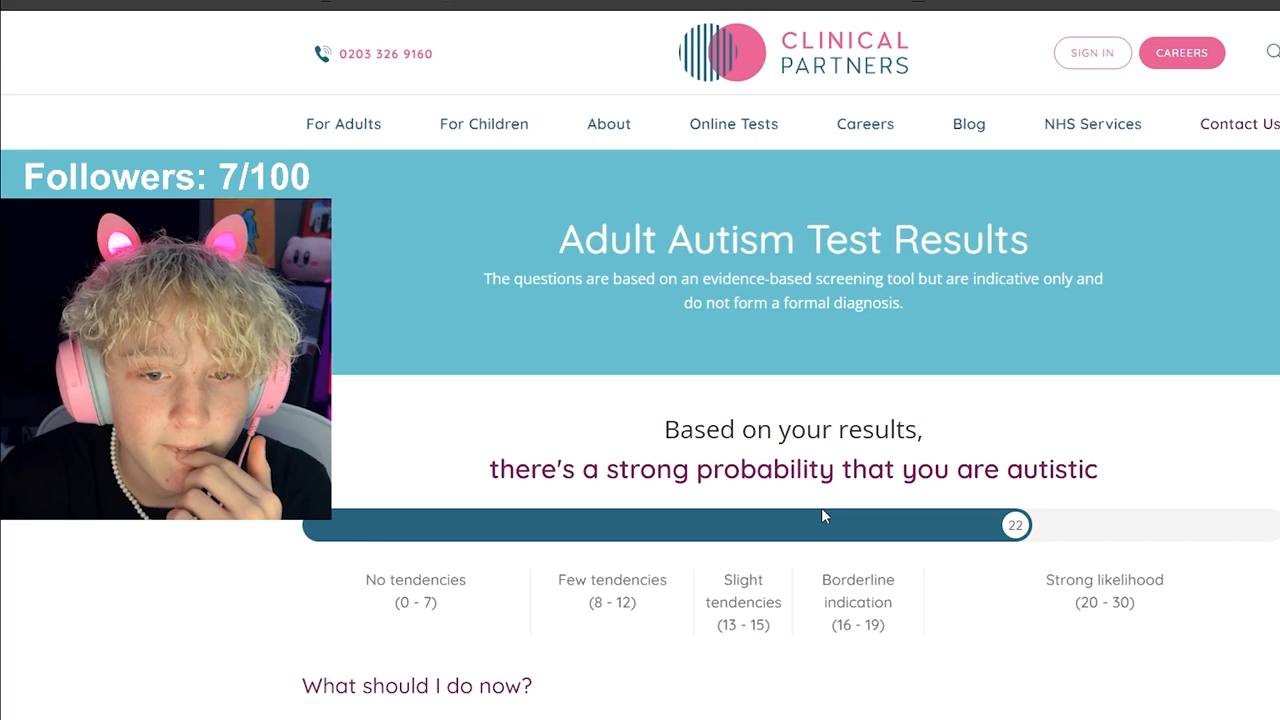 0203 326 9160
CLINICAL
PARTNERS
SIGN IN
CAREERS
For Adults
For Children
About
Online Tests
Careers
Blog
NHS Services
Contact Us
Followers: 7/100
Adult Autism Test Results
The questions are based on an evidence-based screening tool but are indicative only and
do not form a formal diagnosis.
Based on your results,
there's a strong probability that you are autistic
22
No tendencies
(0 - 7)
Few tendencies
(8 - 12)
Slight
tendencies
(13 - 15)
Borderline
indication
(16 - 19)
Strong likelihood
(20 - 30)
What should I do now?